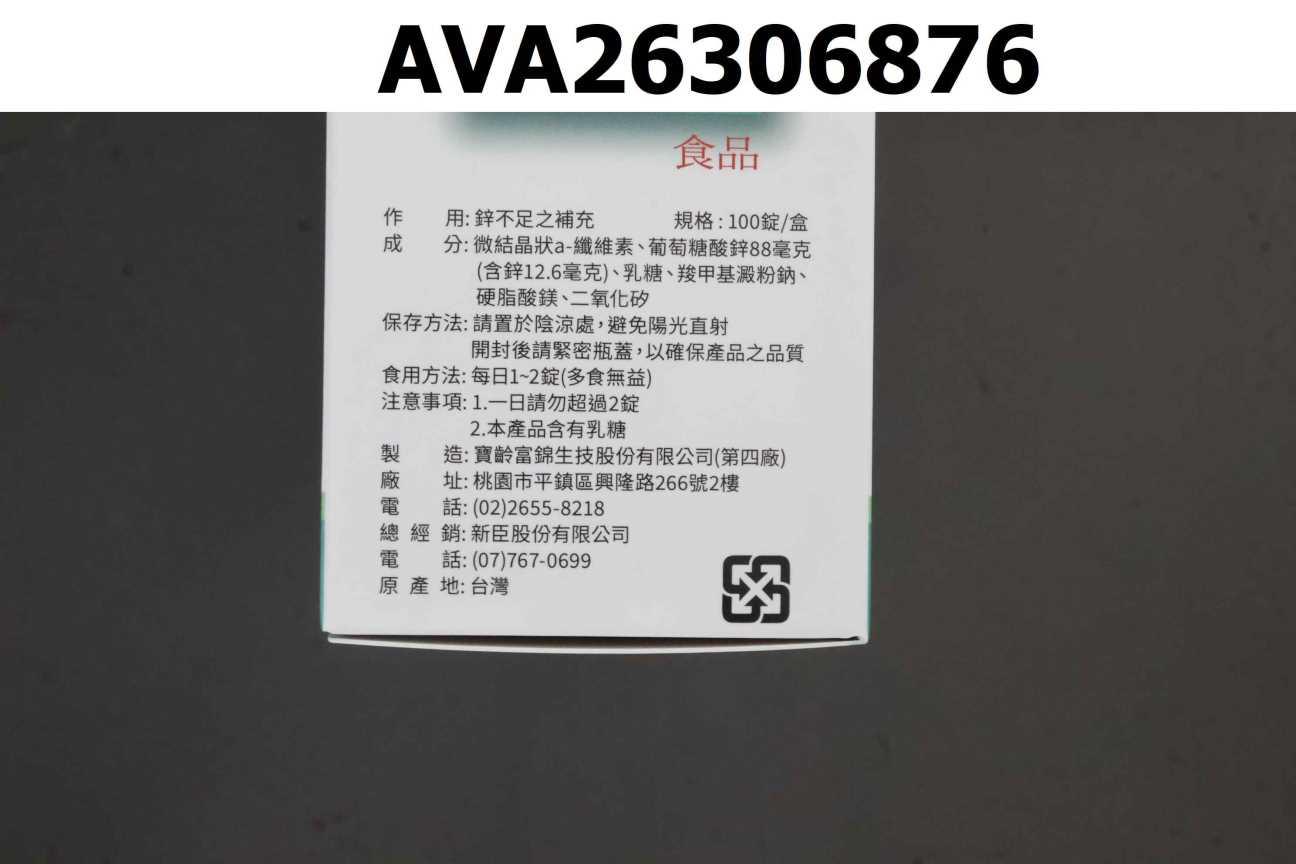 AVA26306876
食品
作 用: 鋅不足之補充 規格 : 100錠/盒
成 分: 微結晶狀a-纖維素、葡萄糖酸鋅88毫克
(含鋅12.6毫克)、乳糖、羧甲基澱粉鈉、
硬脂酸鎂、二氧化矽
保存方法: 請置於陰涼處,避免陽光直射
開封後請緊密瓶蓋,以確保產品之品質
食用方法: 每日1~2錠(多食無益)
注意事項: 1.一日請勿超過2錠
2.本產品含有乳糖
製 造: 寶齡富錦生技股份有限公司(第四廠)
廠 址: 桃園市平鎮區興隆路266號2樓
電 話: (02)2655-8218
總 經 銷: 新臣股份有限公司
電 話: (07)767-0699
原 產 地: 台灣